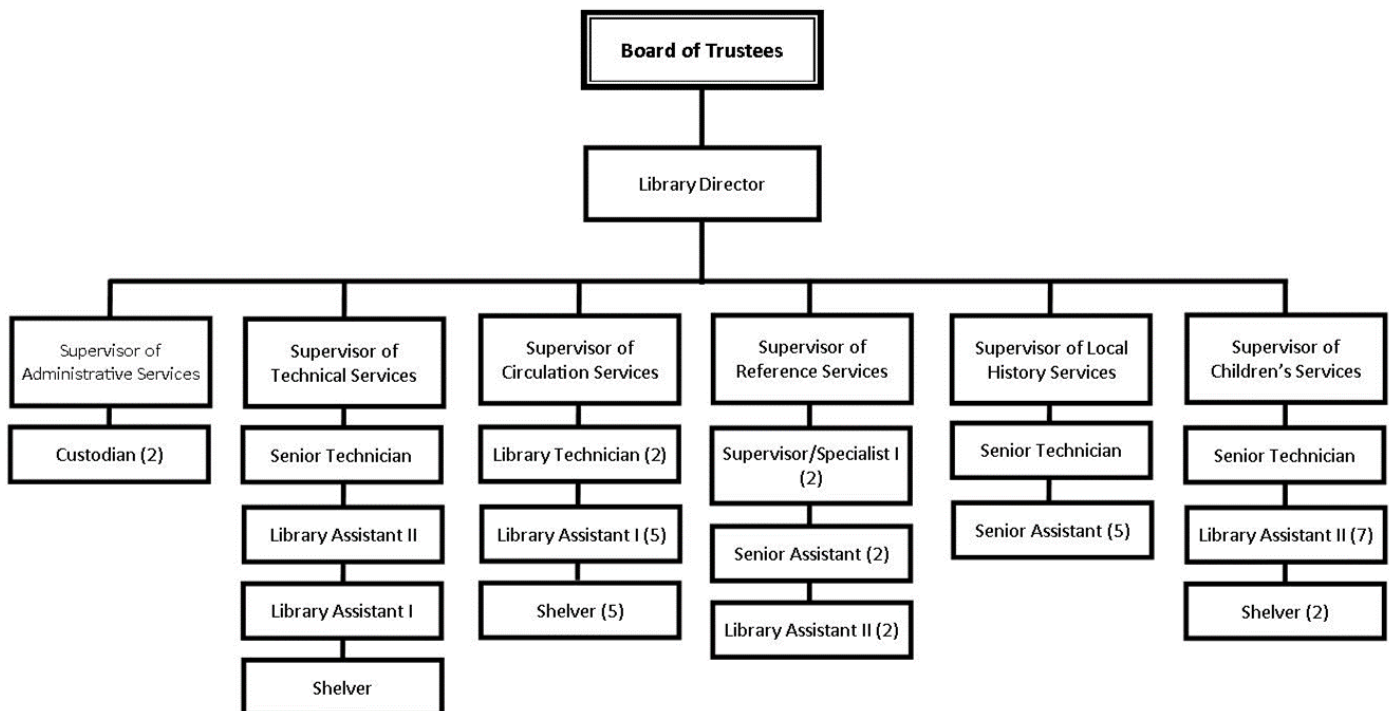 Board of Trustees
Library Director
Supervisor of
Administrative Services
Custodian (2)
Supervisor of
Technical Services
Senior Technician
Library Assistant II
Library Assistant I
Shelver
Supervisor of
Circulation Services
Library Technician (2)
Library Assistant I (5)
Shelver (5)
Supervisor of
Reference Services
Supervisor/Specialist I
(2)
Senior Assistant (2)
Library Assistant II (2)
Supervisor of Local
History Services
Senior Technician
Senior Assistant (5)
Supervisor of
Children’s Services
Senior Technician
Library Assistant II (7)
Shelver (2)